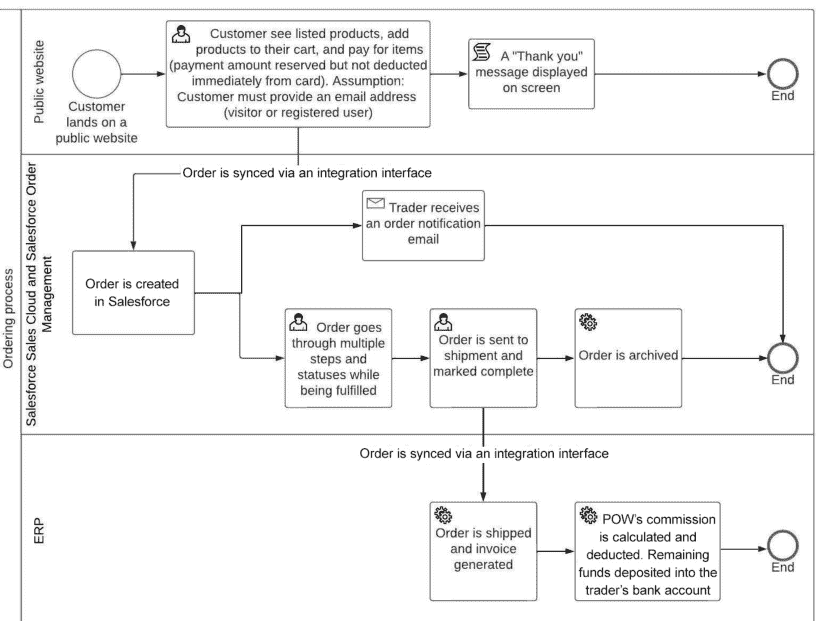 Ordering process
Public website
Customer
lands on a
public website
Customer see listed products, add
products to their cart, and pay for items
(payment amount reserved but not deducted
immediately from card). Assumption:
Customer must provide an email address
(visitor or registered user)
A "Thank you"
message displayed
on screen
End
Order is synced via an integration interface
Salesforce Sales Cloud and Salesforce Order
Management
Order is created
in Salesforce
Trader receives
an order notification
email
Order goes
through multiple
steps and
statuses while
being fulfilled
Order is sent to
shipment and
marked complete
Order is archived
End
Order is synced via an integration interface
ERP
Order is shipped
and invoice
generated
POW's commission
is calculated and
deducted. Remaining
funds deposited into the
trader's bank account
End